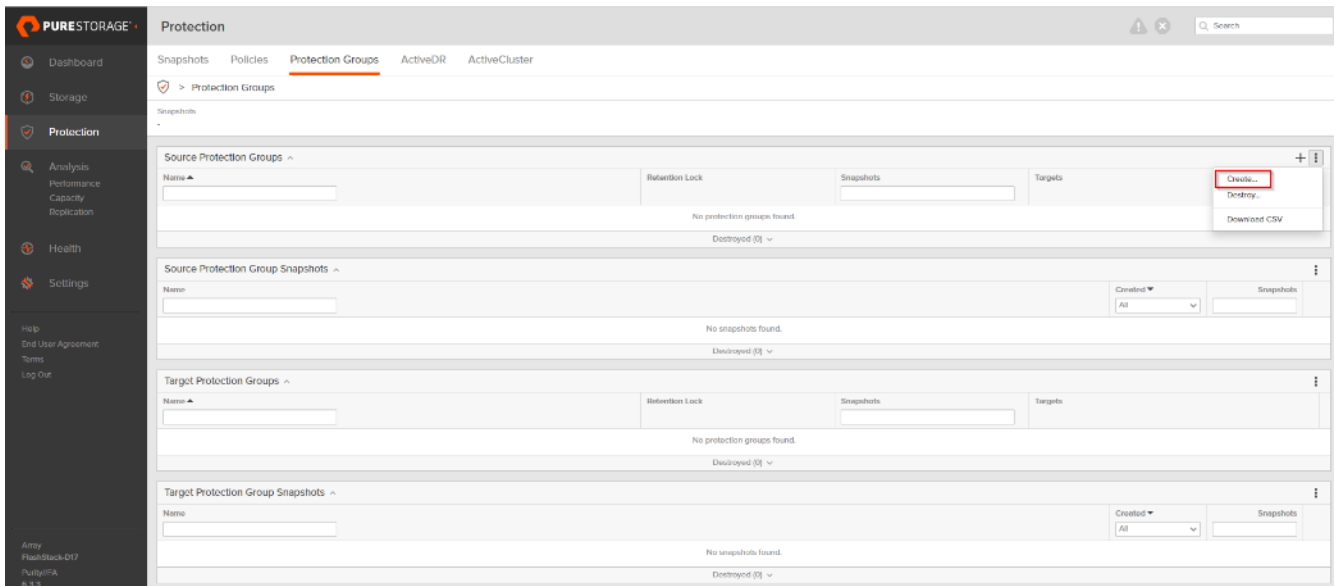 PURESTORAGE
Protection
Search
Dashboard
Storage
Protection
Analysis
Performance
Capacity
Replication
Health
Settings
Help
End User Agreement
Terms
Log Out
Array
FlashStack-D17
Purity//FA
6.3.3
Snapshots Policies Protection Groups ActiveDR ActiveCluster
> Protection Groups
Snapshots
-
Source Protection Groups
Name Retention Lock Snapshots Targets
Create...
Destroy...
Download CSV
No protection groups found.
Destroyed (0)
Source Protection Group Snapshots
Name Created Snapshots
All
No snapshots found.
Destroyed (0)
Target Protection Groups
Name Retention Lock Snapshots Targets
No protection groups found.
Destroyed (0)
Target Protection Group Snapshots
Name Created Snapshots
All
No snapshots found.
Destroyed (0)